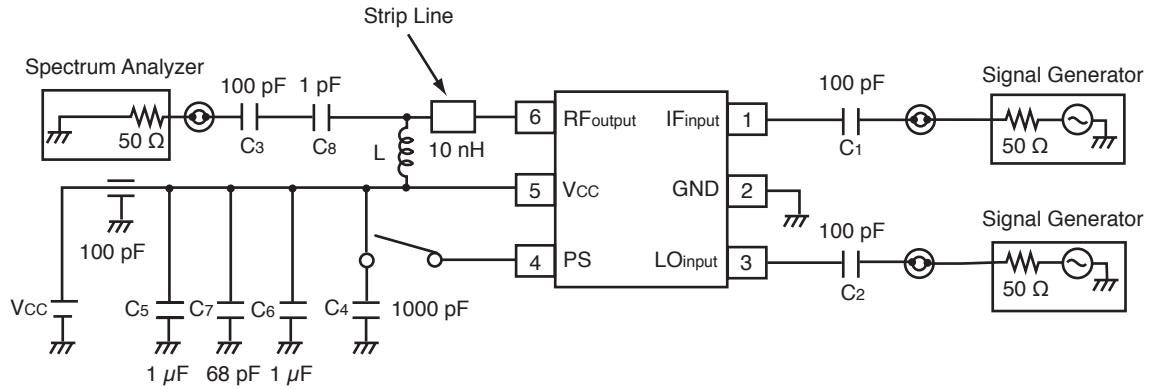 Strip Line
Spectrum Analyzer
100 pF
1 pF
50 Ω
C3
C8
L
10 nH
6
RFoutput
IFinput
1
100 pF
C1
Signal Generator
50 Ω
5
VCC
GND
2
100 pF
4
PS
LOinput
3
100 pF
C2
Signal Generator
50 Ω
VCC
C5
C7
C6
C4
1000 pF
1 µF
68 pF
1 µF